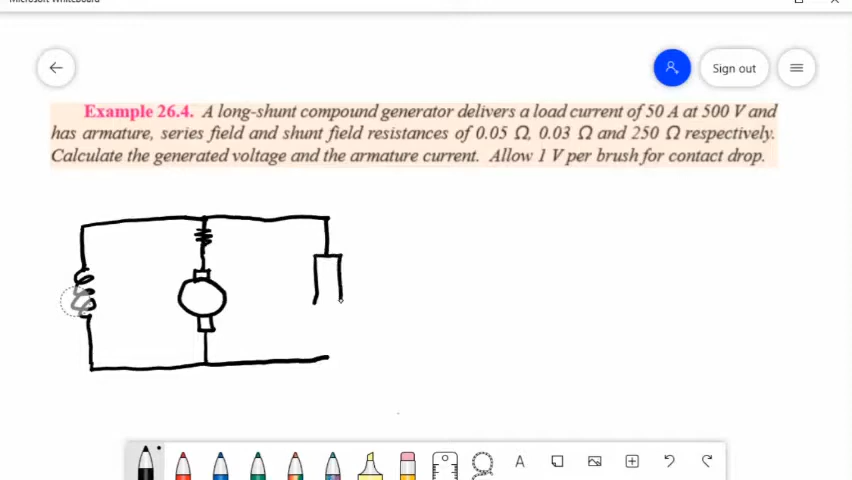 Microsoft Whiteboard
Sign out
Example 26.4. A long-shunt compound generator delivers a load current of 50 A at 500 V and
has armature, series field and shunt field resistances of 0.05 Ω, 0.03 Ω and 250 Ω respectively.
Calculate the generated voltage and the armature current. Allow 1 V per brush for contact drop.
A